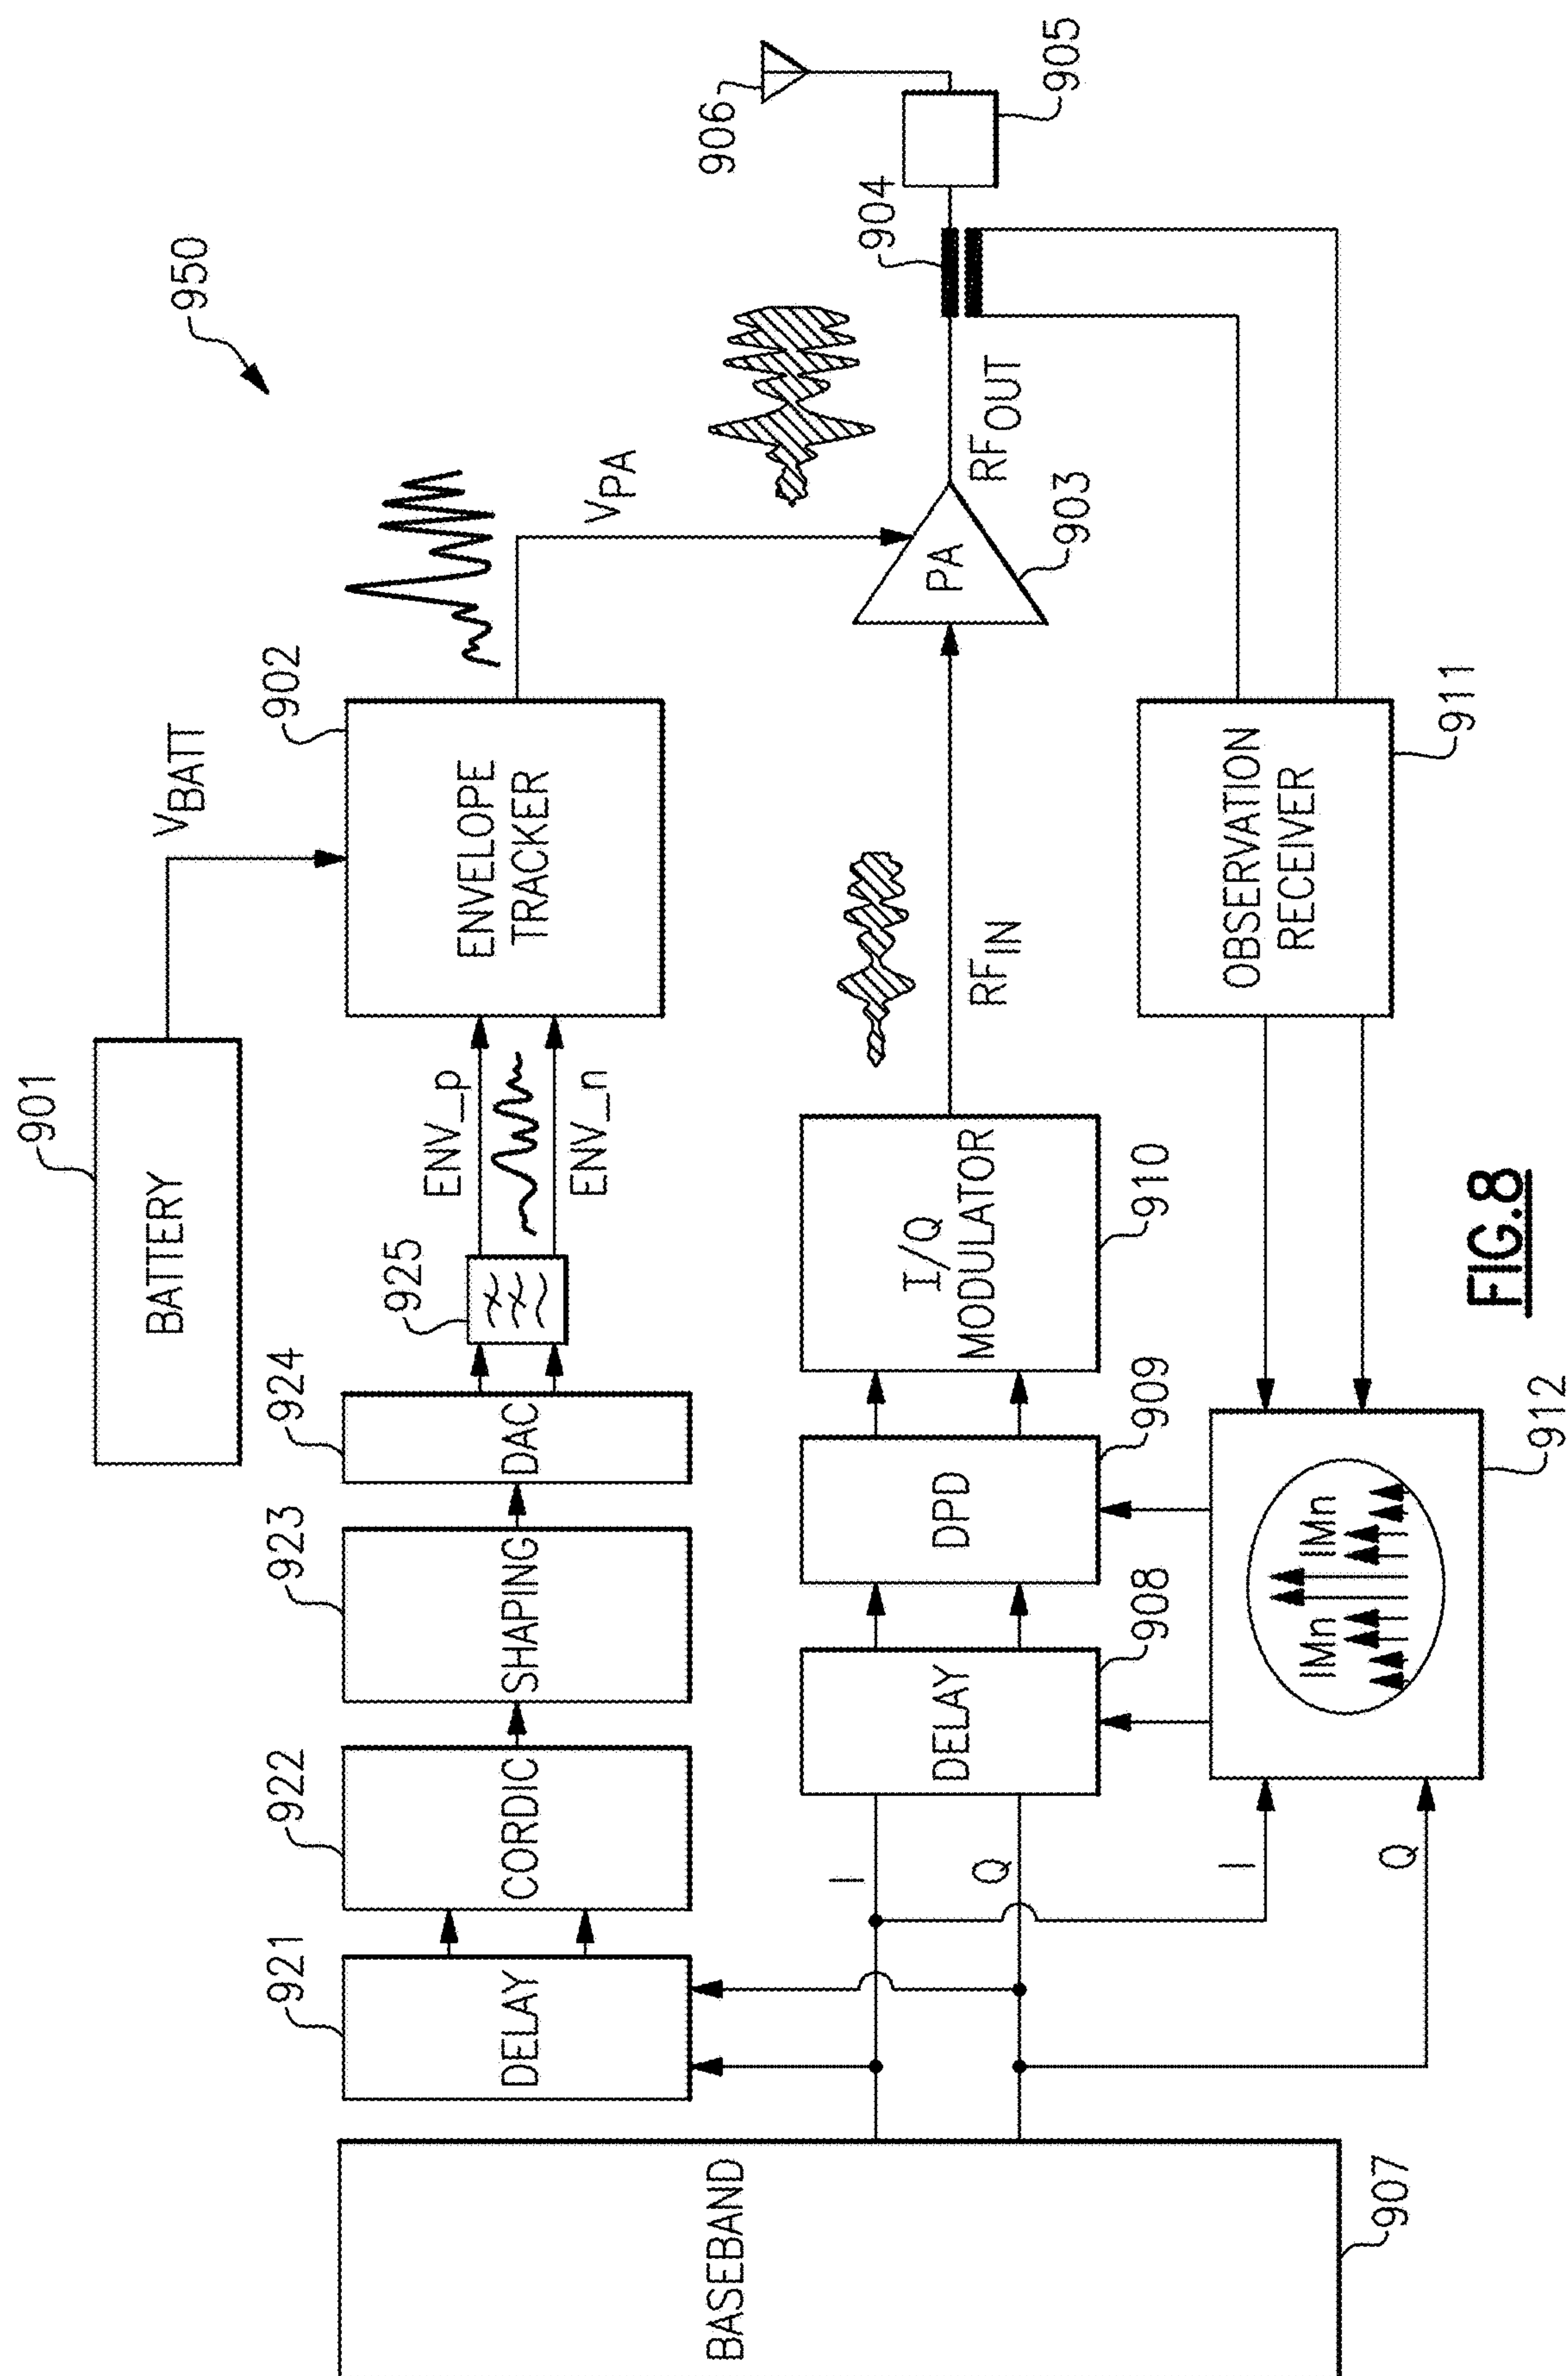 950
901
BATTERY
VBATT
902
ENVELOPE
TRACKER
921
DELAY
922
CORDIC
923
SHAPING
924
DAC
925
ENV_p
ENV_n
VPA
906
904
905
BASEBAND
907
I
Q
DELAY
908
DPD
909
I/Q
MODULATOR
910
RFIN
PA
903
RFOUT
I
Q
IMn
IMn
912
OBSERVATION
RECEIVER
911
FIG.8